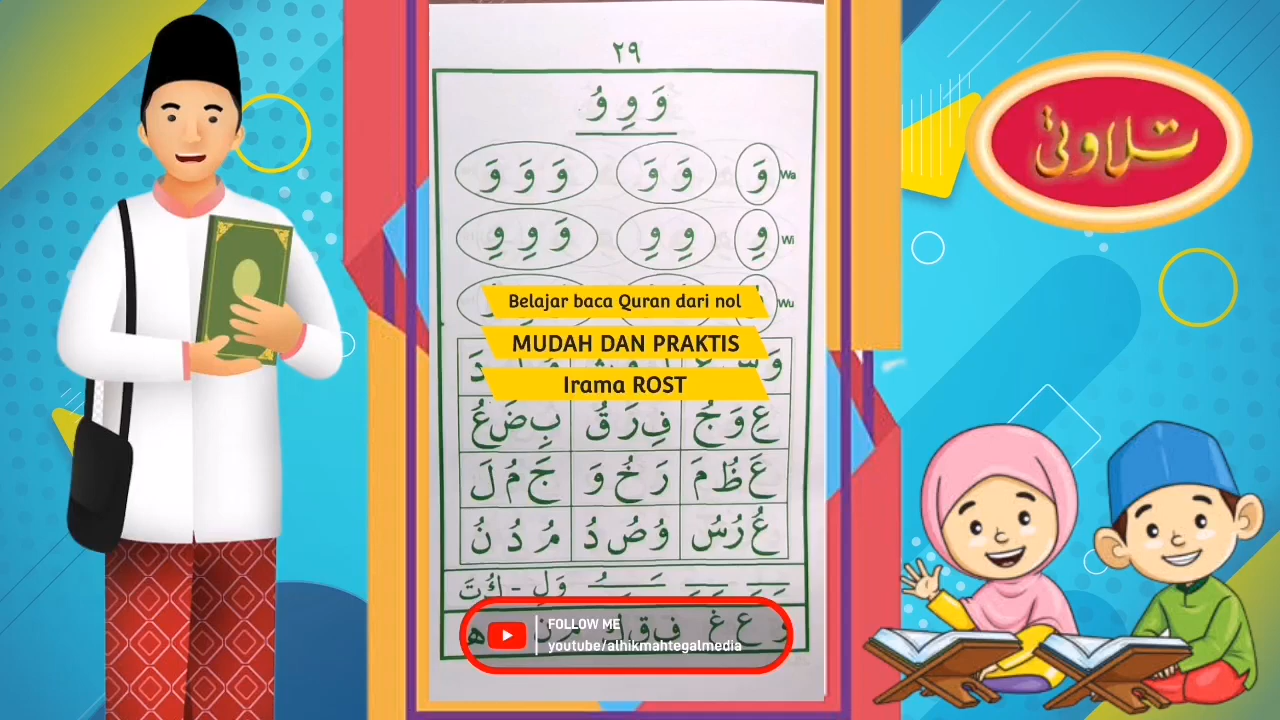 ٢٩
وَ وِ وُ
وَ وَ وَ وَ وَ وَ Wa
وِ وِ وِ وِ وِ وِ Wi
Wu
Belajar baca Quran dari nol
MUDAH DAN PRAKTIS
Irama ROST
عِ وَ جُ فِ رَ قُ بِ ضَ عُ
عَ ظُ مَ رَ خُ وَ جَ مُ لَ
عُ رُ سُ وُ صُ دُ مُ دُ نُ
FOLLOW ME
youtube/alhikmahtegalmedia
تلاوتي